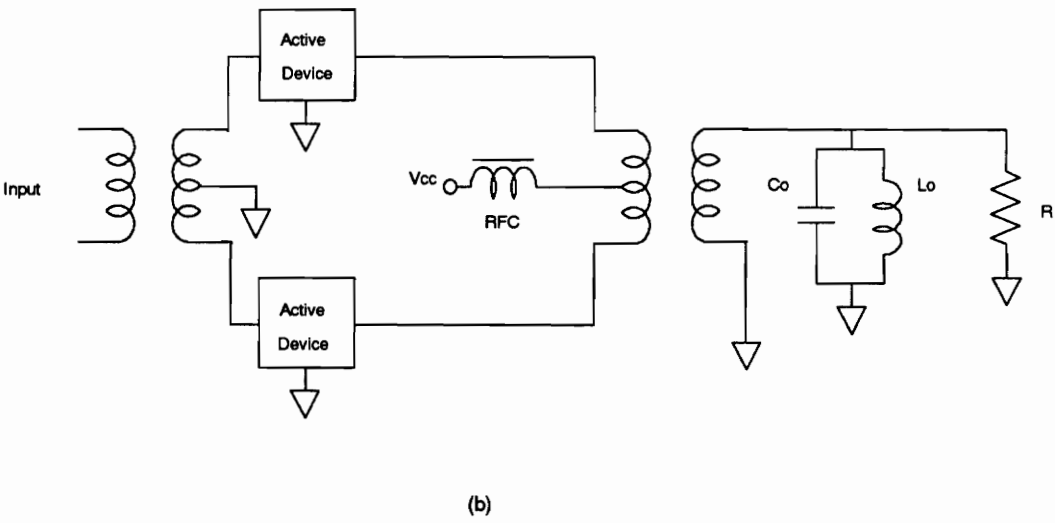 Active
Device
Input
Vcc
RFC
Co
Lo
R
Active
Device
(b)